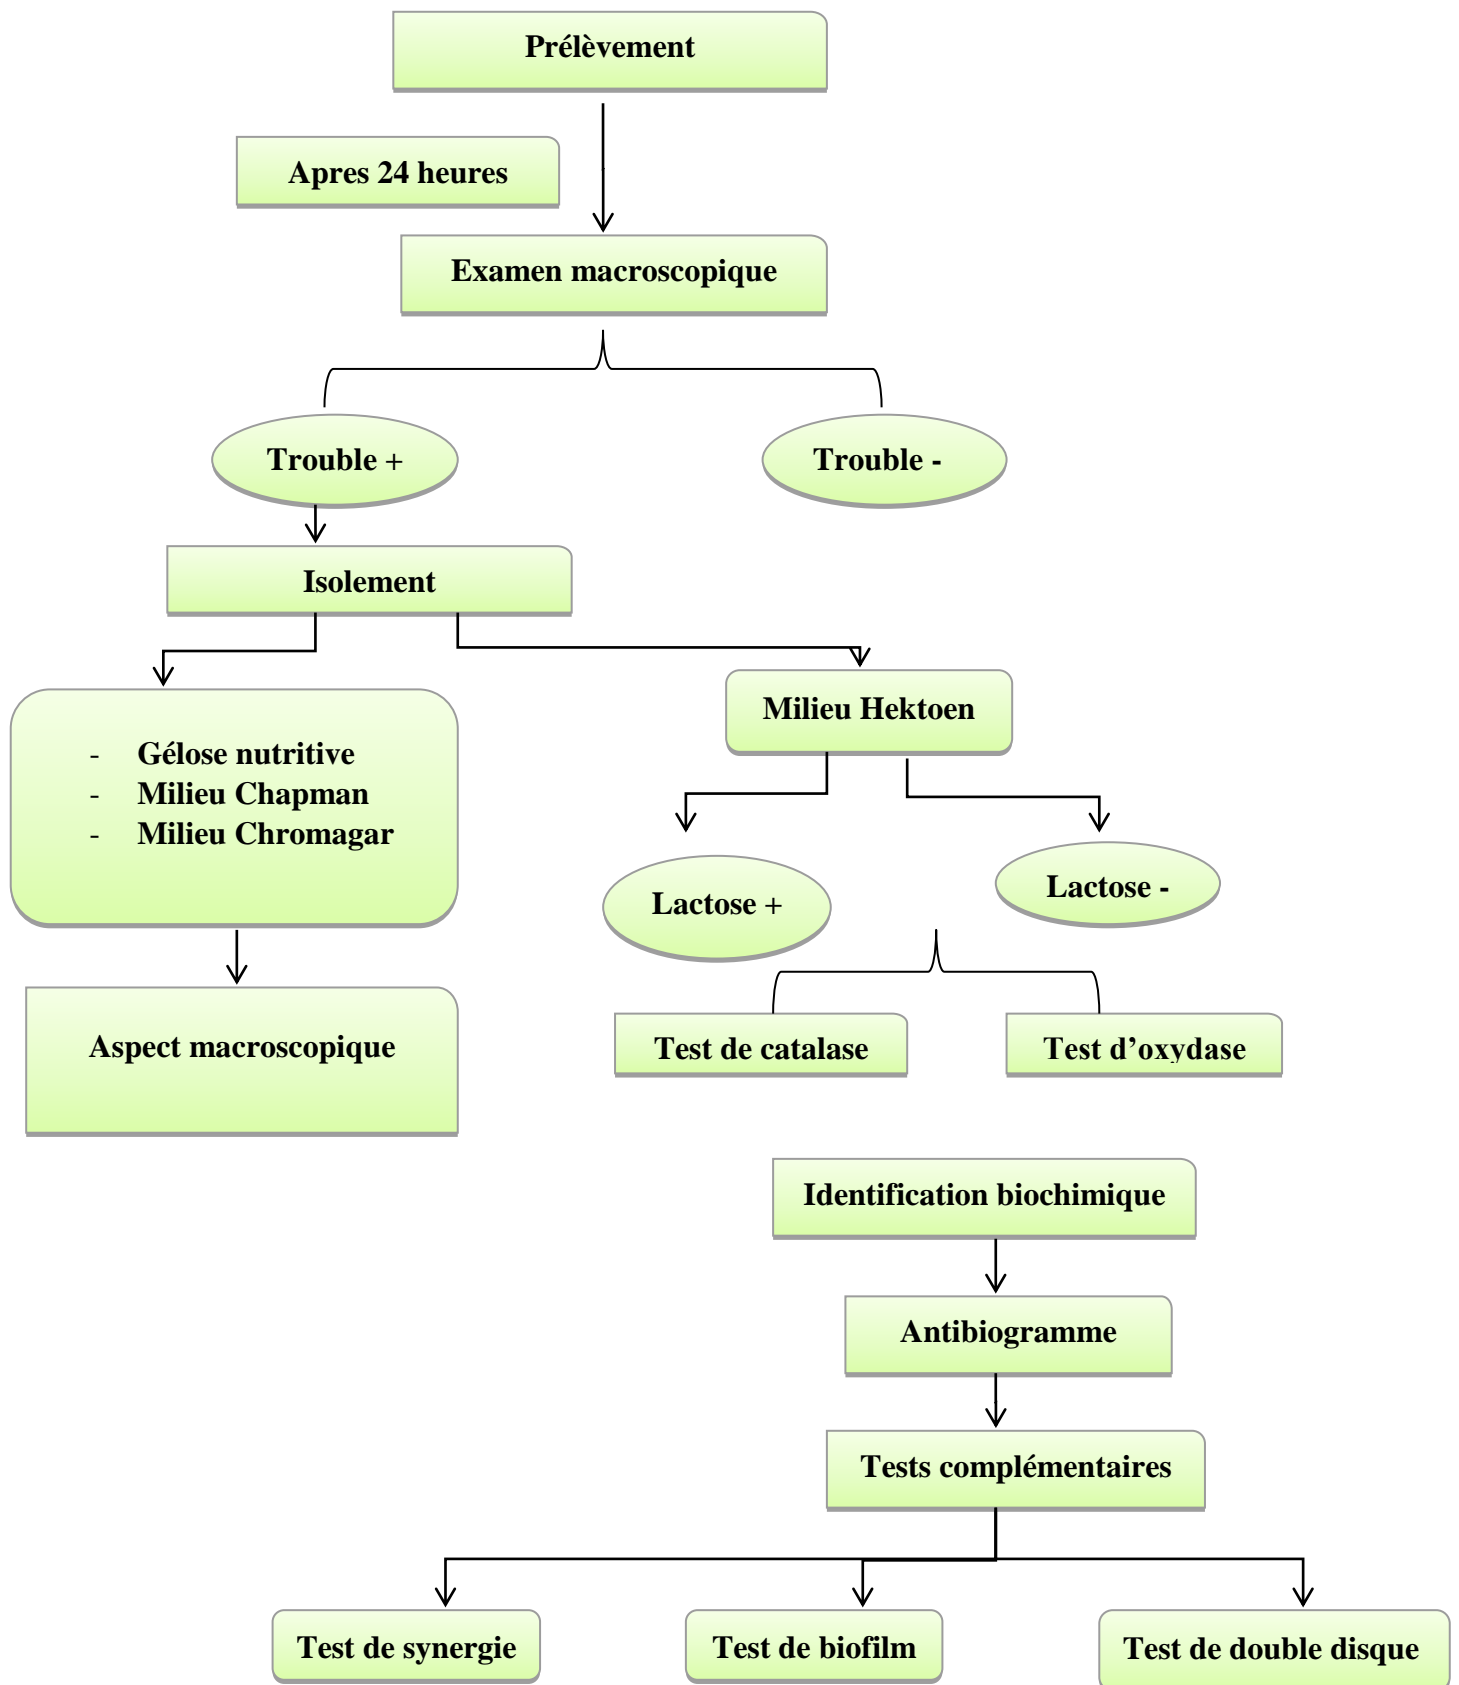 Prélèvement
Apres 24 heures
Examen macroscopique
Trouble +
Trouble -
Isolement
Milieu Hektoen
- Gélose nutritive
- Milieu Chapman
- Milieu Chromagar
Lactose +
Lactose -
Aspect macroscopique
Test de catalase
Test d’oxydase
Identification biochimique
Antibiogramme
Tests complémentaires
Test de synergie
Test de biofilm
Test de double disque